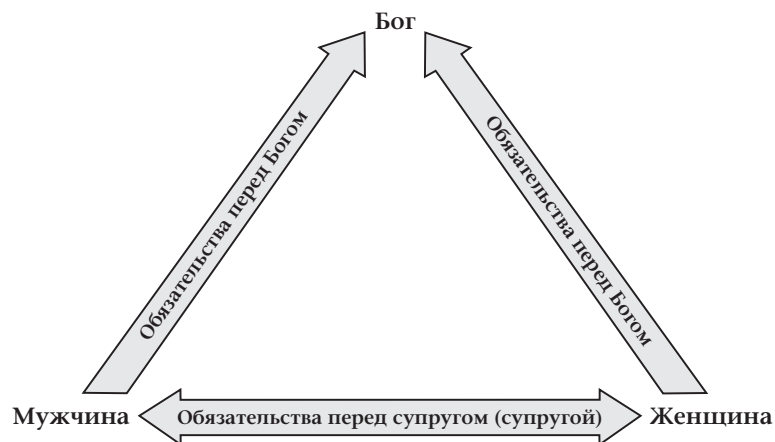 Бог
Обязательства перед Богом
Обязательства перед Богом
Мужчина
Обязательства перед супругом (супругой)
Женщина